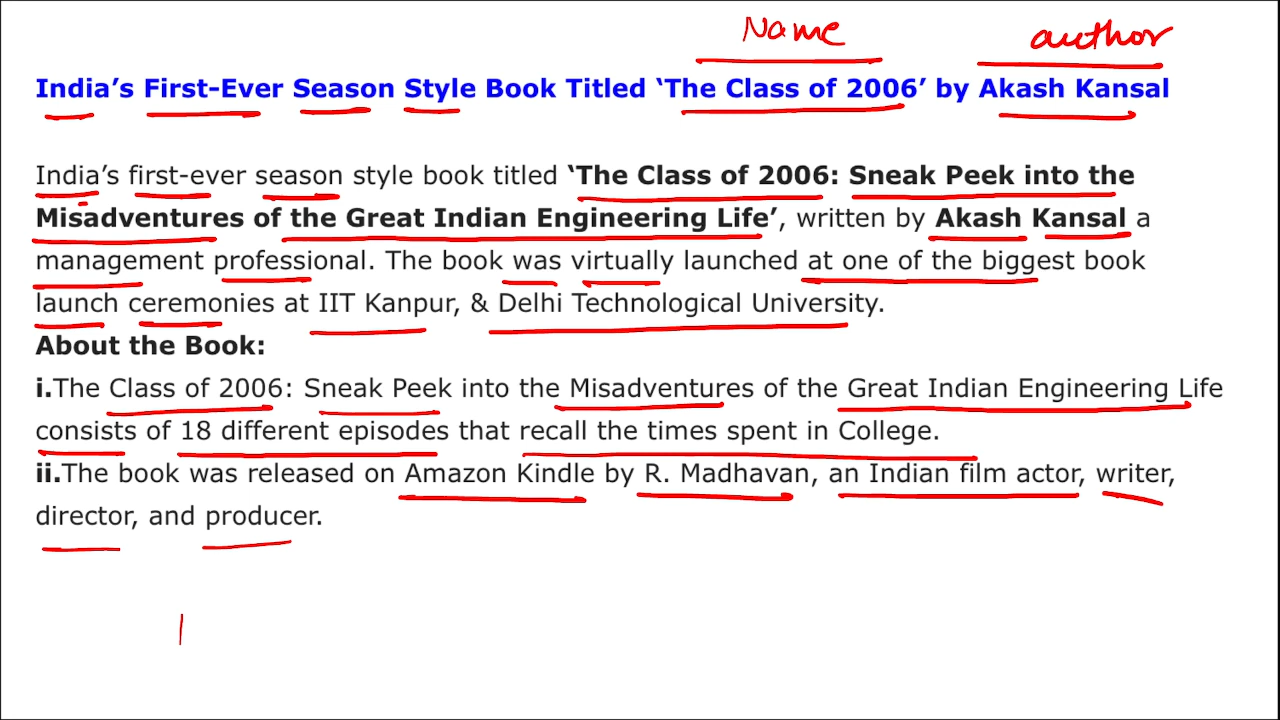 Name author
India’s First-Ever Season Style Book Titled ‘The Class of 2006’ by Akash Kansal
India’s first-ever season style book titled ‘The Class of 2006: Sneak Peek into the
Misadventures of the Great Indian Engineering Life’, written by Akash Kansal a
management professional. The book was virtually launched at one of the biggest book
launch ceremonies at IIT Kanpur, & Delhi Technological University.
About the Book:
i.The Class of 2006: Sneak Peek into the Misadventures of the Great Indian Engineering Life
consists of 18 different episodes that recall the times spent in College.
ii.The book was released on Amazon Kindle by R. Madhavan, an Indian film actor, writer,
director, and producer.